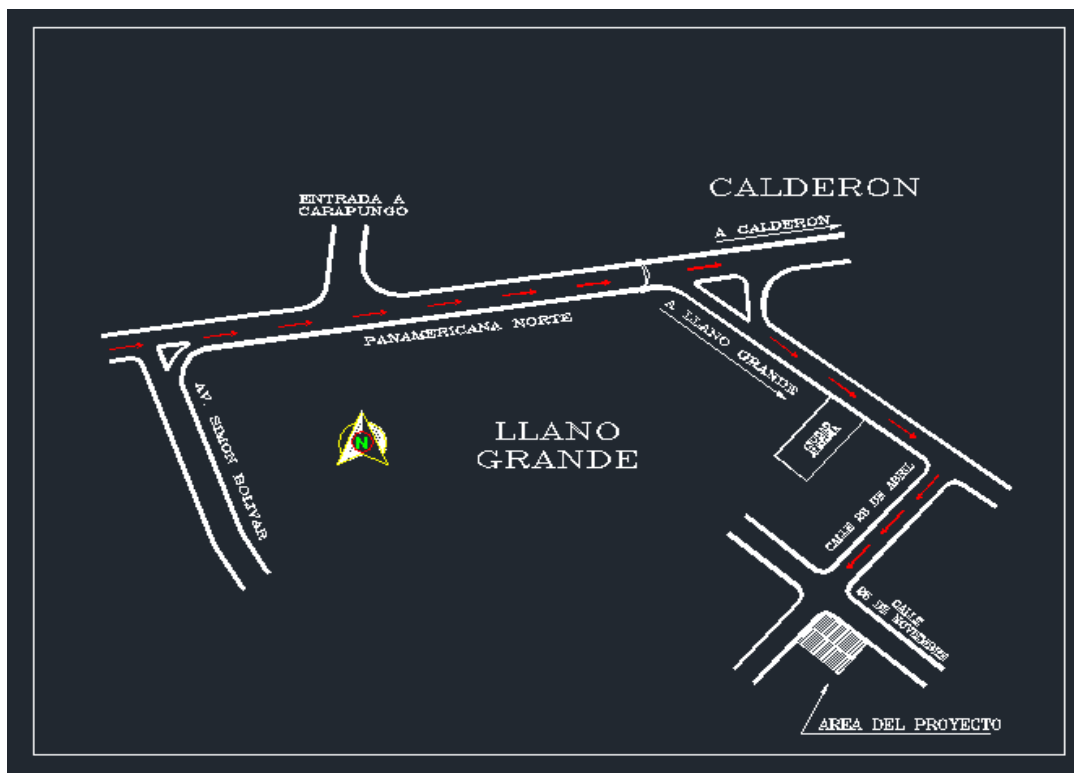 CALDERON
ENTRADA A
CARAPUNGO
A CALDERON
PANAMERICANA NORTE
A LLANO GRANDE
AV. SIMON BOLIVAR
N
LLANO
GRANDE
CALLE
DE NOVIEMBRE
AREA DEL PROYECTO
CALLE DE ABRIL